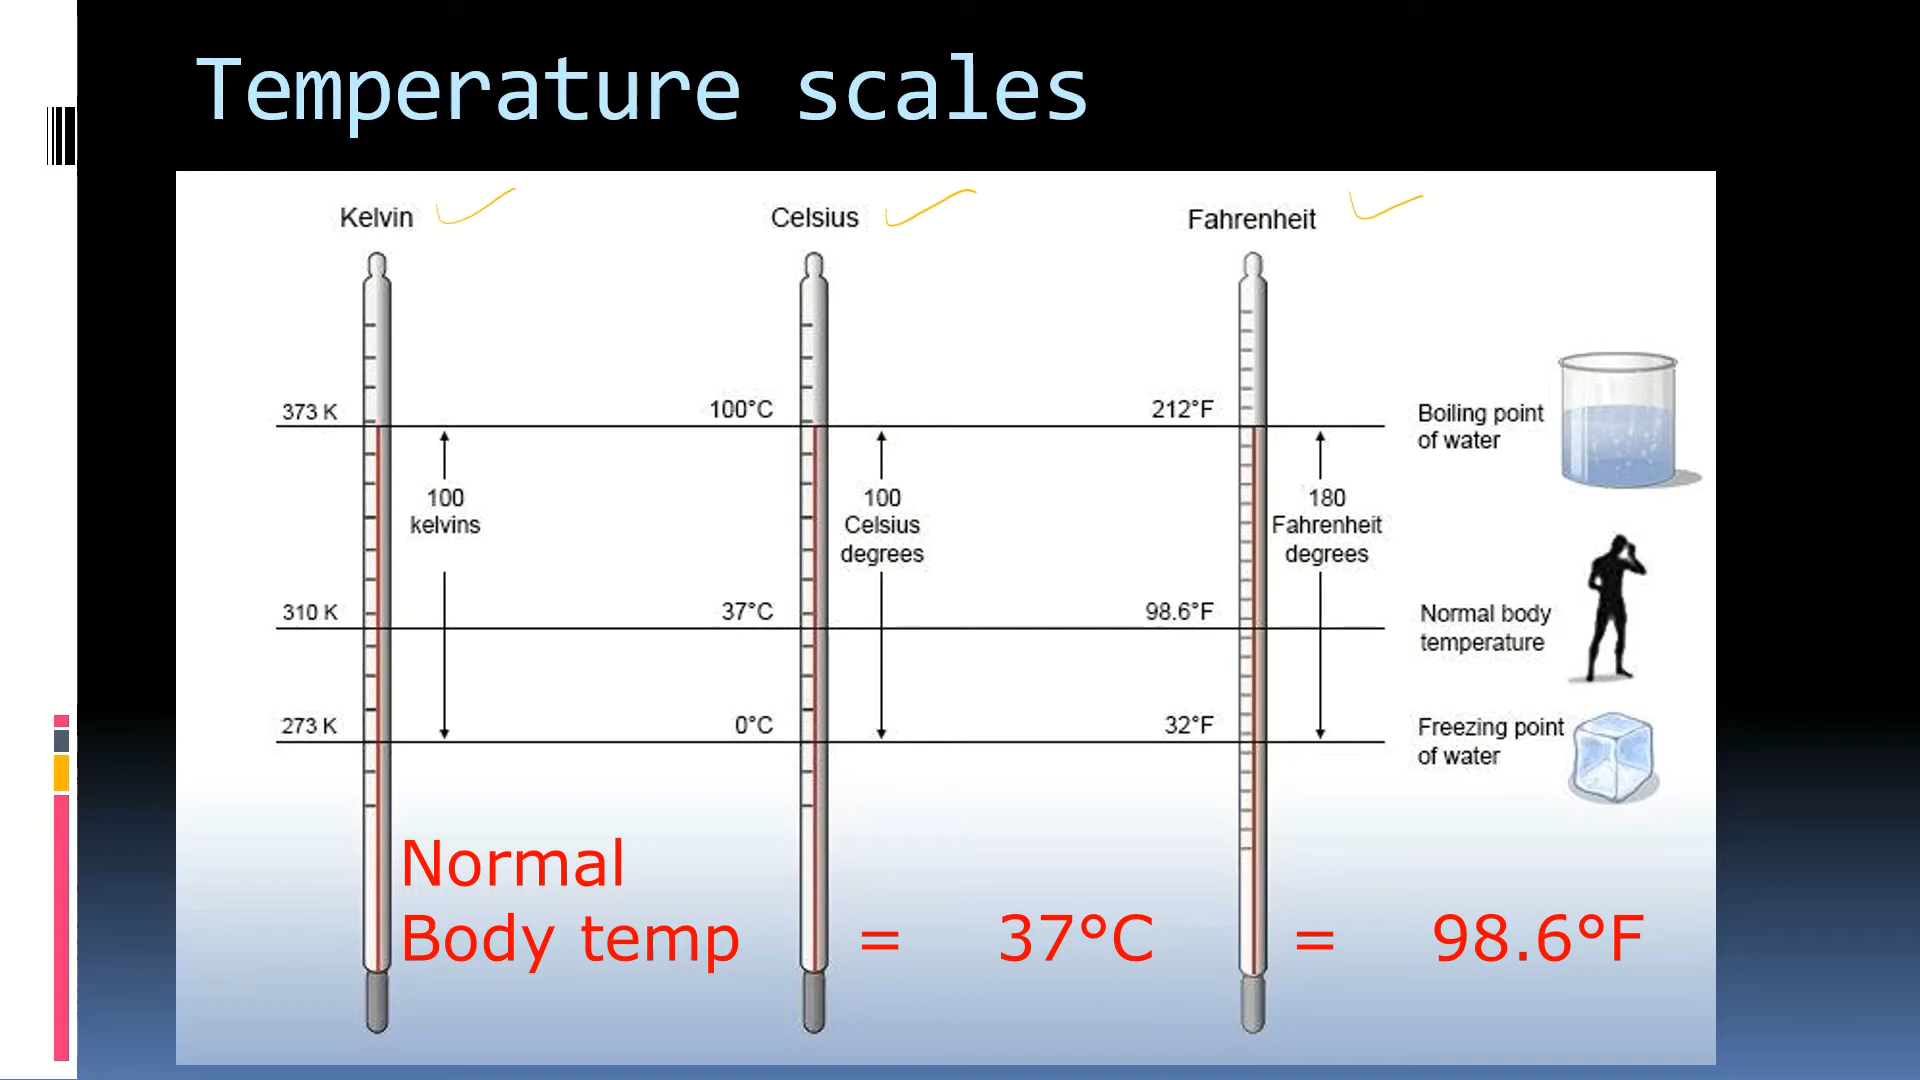 Temperature scales
Kelvin Celsius Fahrenheit
373 K 100°C 212°F Boiling point
of water
100 100 180
kelvins Celsius Fahrenheit
degrees degrees
310 K 37°C 98.6°F Normal body
temperature
273 K 0°C 32°F Freezing point
of water
Normal
Body temp = 37°C = 98.6°F